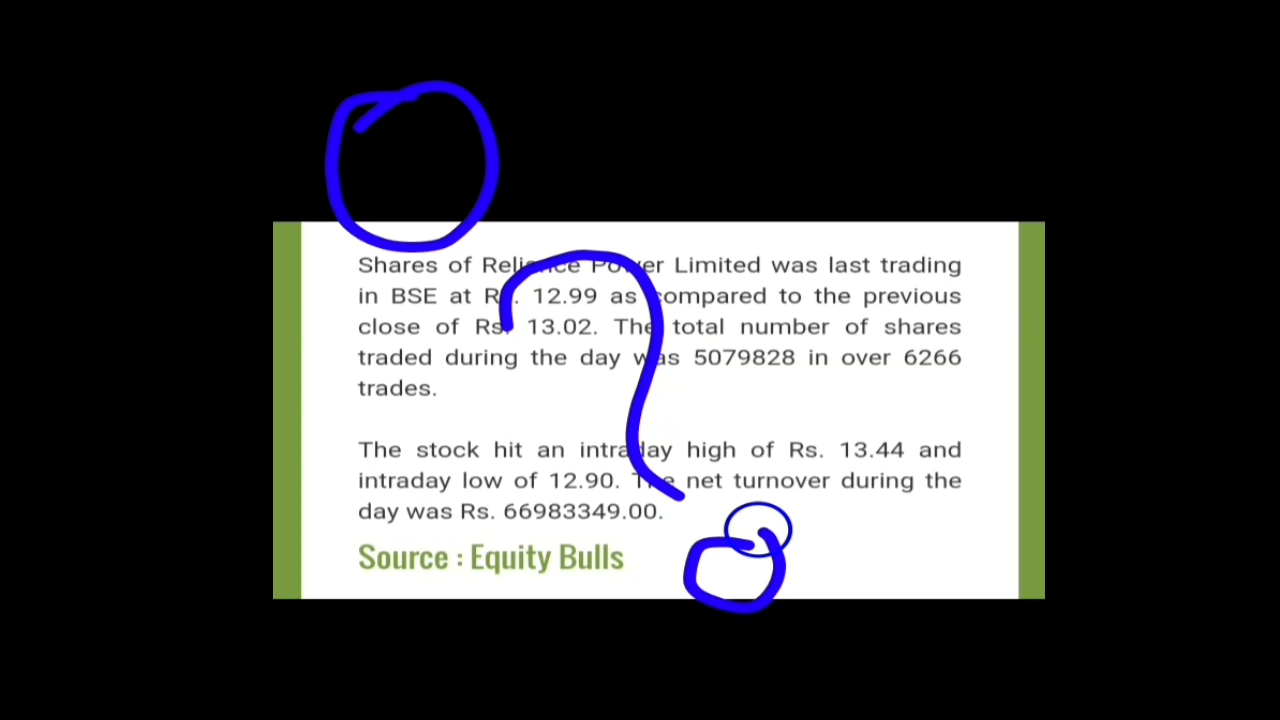 Shares of Reliance Power Limited was last trading
in BSE at Rs. 12.99 as compared to the previous
close of Rs. 13.02. The total number of shares
traded during the day was 5079828 in over 6266
trades.
The stock hit an intraday high of Rs. 13.44 and
intraday low of 12.90. The net turnover during the
day was Rs. 66983349.00.
Source : Equity Bulls